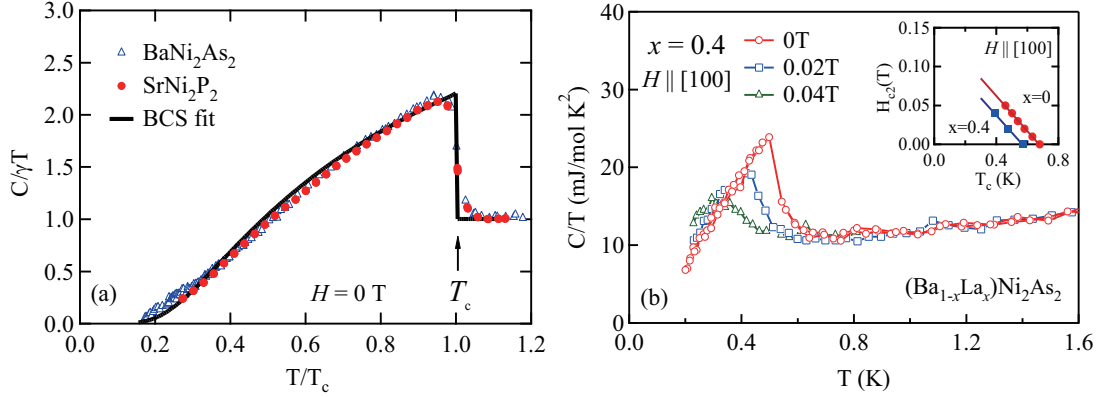 3.0
2.5
2.0
1.5
1.0
0.5
0.0
C/γT
BaNi2As2
SrNi2P2
BCS fit
(a)
H = 0 T
Tc
0.0 0.2 0.4 0.6 0.8 1.0 1.2
T/Tc
40
30
20
10
0
C/T (mJ/mol K²)
x = 0.4
H || [100]
0T
0.02T
0.04T
(b)
(Ba1-xLax)Ni2As2
0.0 0.4 0.8 1.2 1.6
T (K)
H || [100]
0.15
0.10
0.05
0.00
Hc2(T)
x=0
x=0.4
0.0 0.4 0.8
Tc (K)